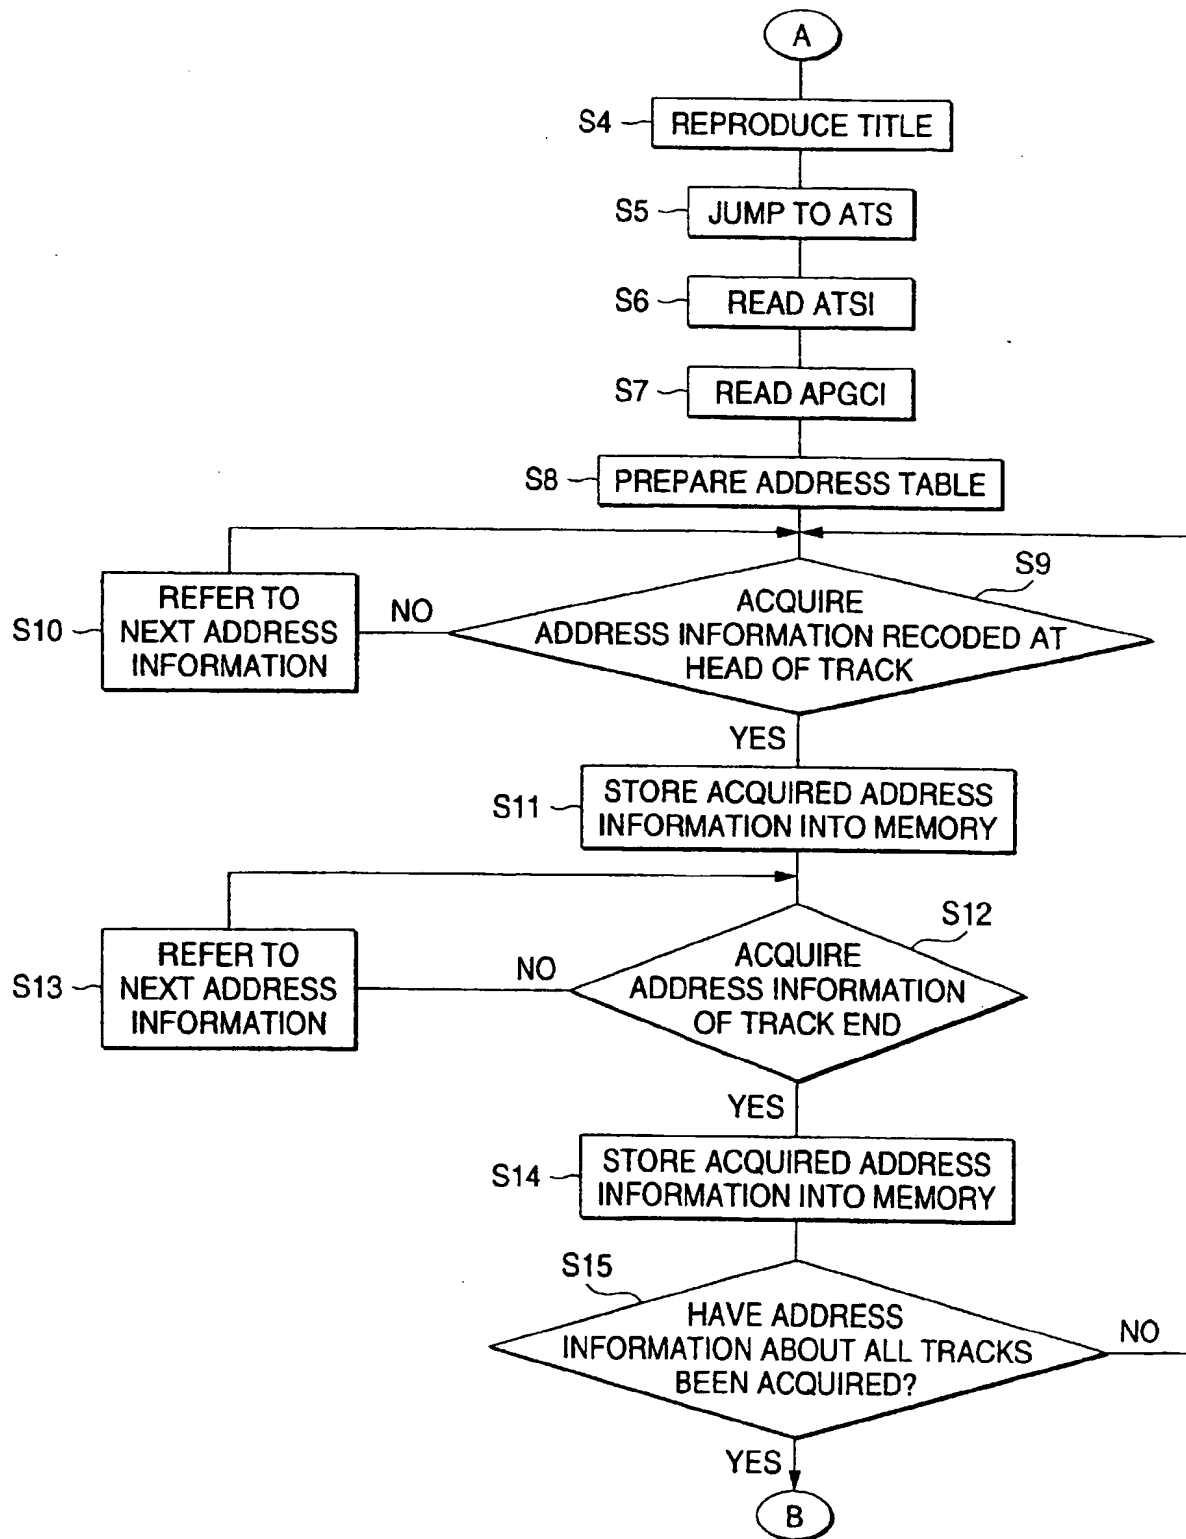 A
S4
REPRODUCE TITLE
S5
JUMP TO ATS
S6
READ ATSI
S7
READ APGCI
S8
PREPARE ADDRESS TABLE
S9
ACQUIRE
ADDRESS INFORMATION RECODED AT
HEAD OF TRACK
NO
S10
REFER TO
NEXT ADDRESS
INFORMATION
YES
S11
STORE ACQUIRED ADDRESS
INFORMATION INTO MEMORY
S12
ACQUIRE
ADDRESS INFORMATION
OF TRACK END
NO
S13
REFER TO
NEXT ADDRESS
INFORMATION
YES
S14
STORE ACQUIRED ADDRESS
INFORMATION INTO MEMORY
S15
HAVE ADDRESS
INFORMATION ABOUT ALL TRACKS
BEEN ACQUIRED?
NO
YES
B